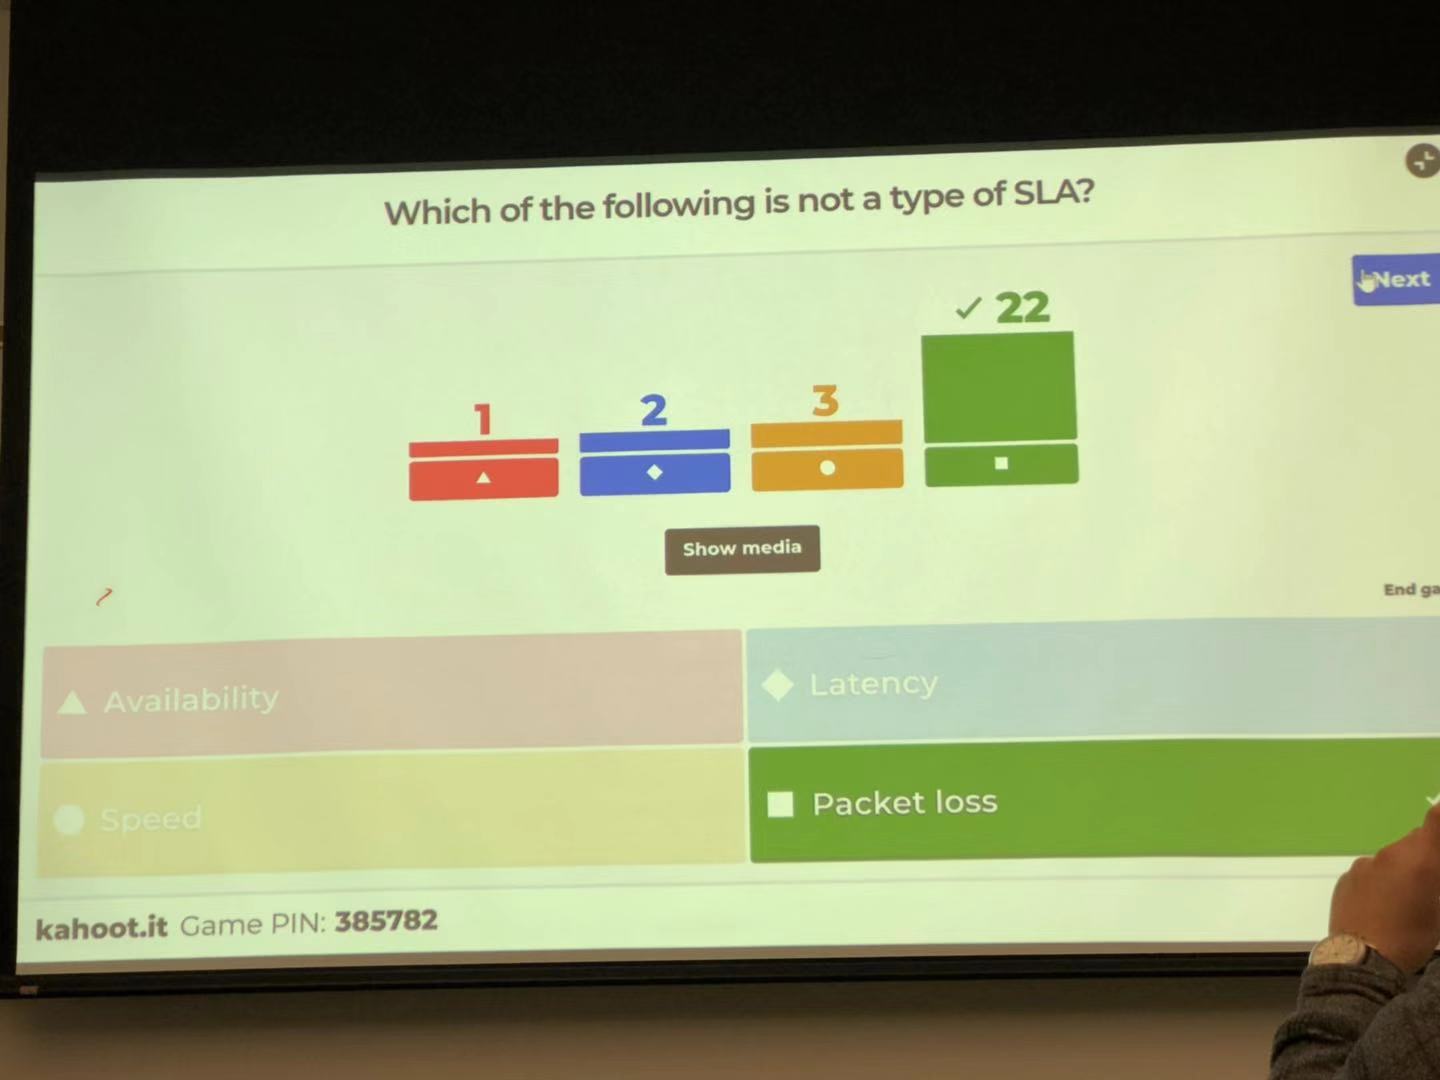 Which of the following is not a type of SLA?
Next
✓ 22
1
2
3
Show media
End ga
Availability
Latency
Speed
Packet loss
kahoot.it Game PIN: 385782